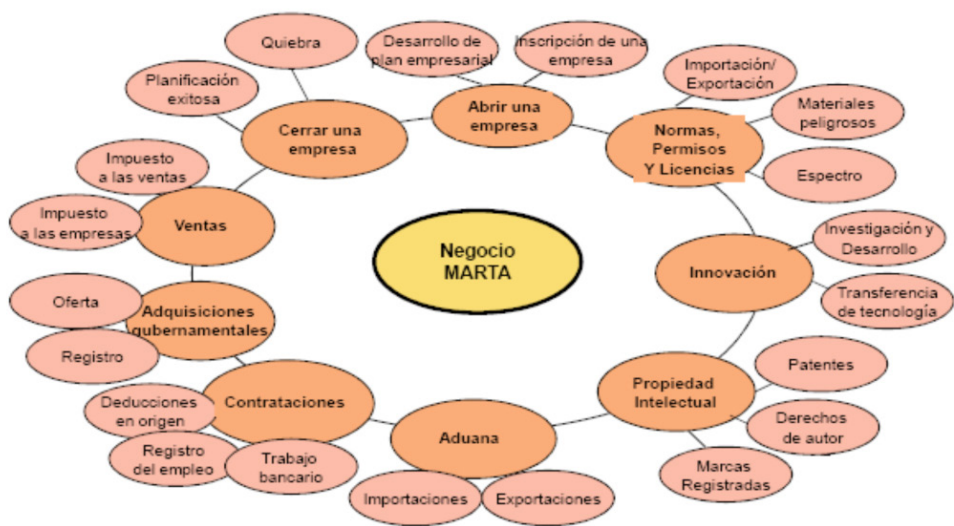 Quiebra
Desarrollo de
plan empresarial
Inscripción de una
empresa
Importación/
Exportación
Planificación
exitosa
Materiales
peligrosos
Cerrar una
empresa
Abrir una
empresa
Normas,
Permisos
Y Licencias
Impuesto
a las ventas
Espectro
Impuesto
a las empresas
Ventas
Negocio
MARTA
Investigación y
Desarrollo
Innovación
Oferta
Adquisiciones
gubernamentales
Transferencia
de tecnología
Registro
Patentes
Deducciones
en origen
Contrataciones
Propiedad
Intelectual
Derechos
de autor
Aduana
Registro
del empleo
Trabajo
bancario
Marcas
Registradas
Importaciones
Exportaciones